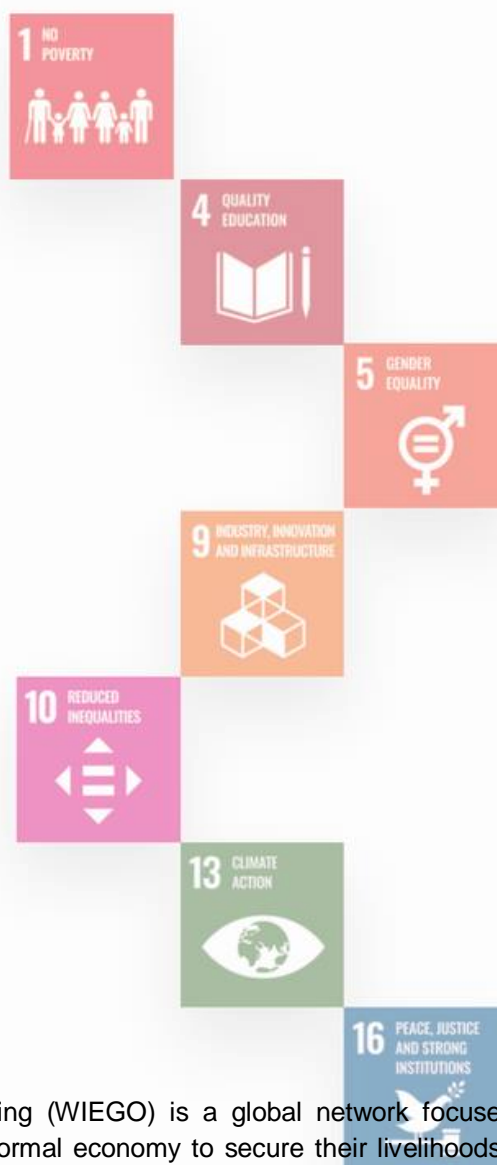 1 NO
POVERTY
4 QUALITY
EDUCATION
5 GENDER
EQUALITY
9 INDUSTRY, INNOVATION
AND INFRASTRUCTURE
10 REDUCED
INEQUALITIES
13 CLIMATE
ACTION
16 PEACE, JUSTICE
AND STRONG
INSTITUTIONS
ing (WIEGO) is a global network focuse
ormal economy to secure their livelihoods